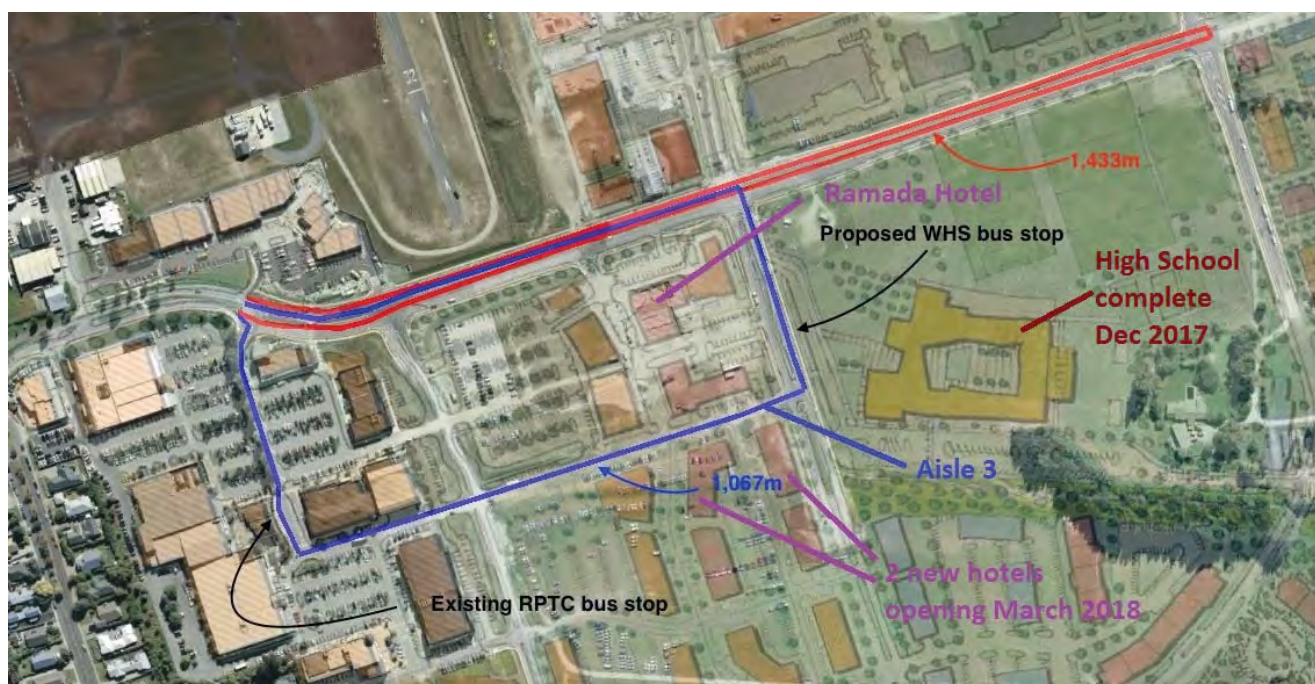 1,433m
Ramada Hotel
Proposed WHS bus stop
High School
complete
Dec 2017
Aisle 3
1,067m
2 new hotels
opening March 2018
Existing RPTC bus stop